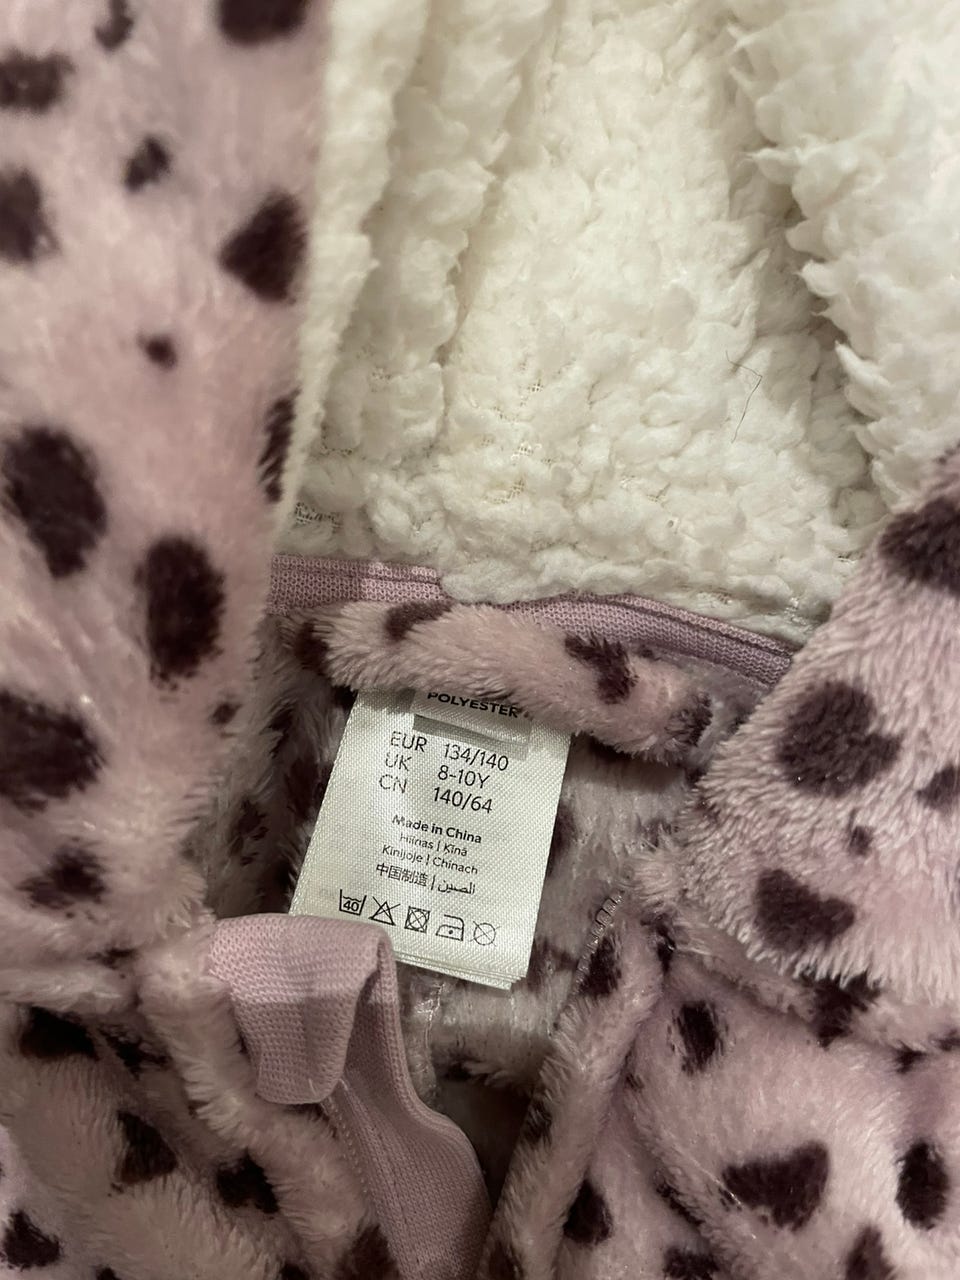 POLYESTER
EUR 134/140
UK 8-10Y
CN 140/64
Made in China
Hiinas | Ķīnā
Kinijoje | Chinach
中国制造 | الصين
40